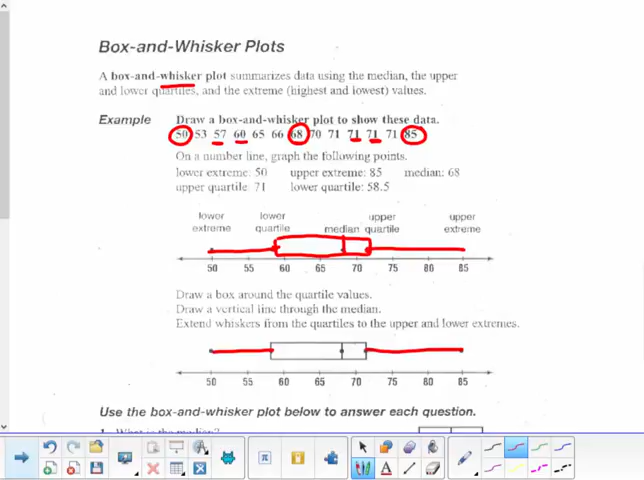 Box-and-Whisker Plots
A box-and-whisker plot summarizes data using the median, the upper
and lower quartiles, and the extreme (highest and lowest) values.
Example Draw a box-and-whisker plot to show these data.
50 53 57 60 65 66 68 70 71 71 71 71 85
On a number line, graph the following points.
lower extreme: 50 upper extreme: 85 median: 68
upper quartile: 71 lower quartile: 58.5
lower lower upper upper
extreme quartile median quartile extreme
50 55 60 65 70 75 80 85
Draw a box around the quartile values.
Draw a vertical line through the median.
Extend whiskers from the quartiles to the upper and lower extremes.
50 55 60 65 70 75 80 85
Use the box-and-whisker plot below to answer each question.
1. What is the median?